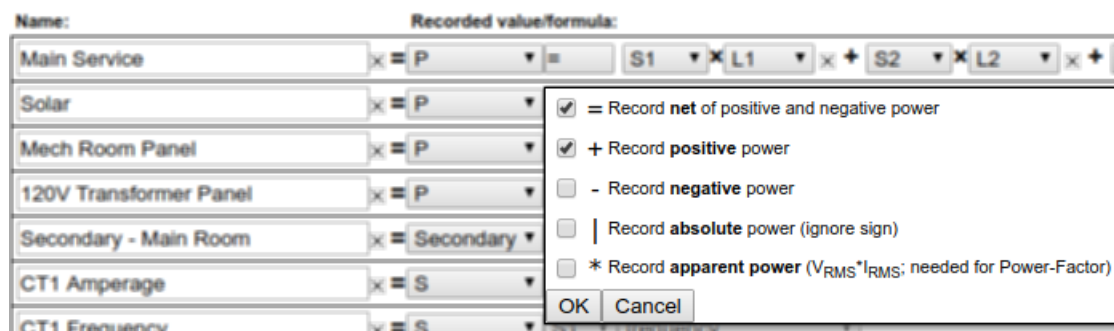 Name: Recorded value/formula:
Main Service × = P ▼ = S1 ▼ × L1 ▼ × + S2 ▼ × L2 ▼ × +
Solar × = P ▼
= Record net of positive and negative power
Mech Room Panel × = P ▼
+ Record positive power
120V Transformer Panel × = P ▼
- Record negative power
Secondary - Main Room × = Secondary ▼
| Record absolute power (ignore sign)
CT1 Amperage × = S ▼
* Record apparent power (VRMS*IRMS; needed for Power-Factor)
OK Cancel
CT1 Frequency × = S ▼ S1 ▼ frequency ▼